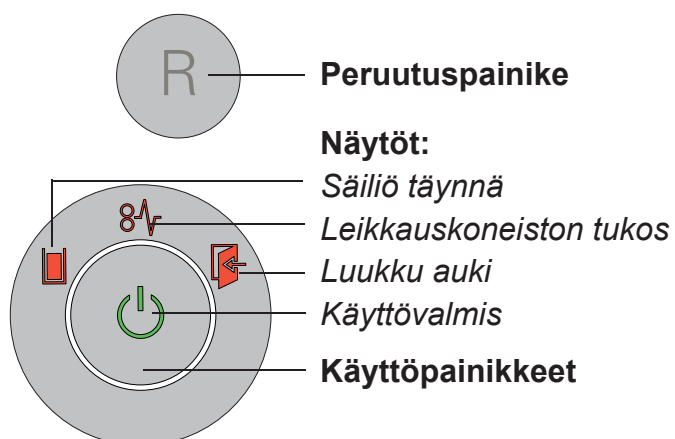 R
Peruutuspainike
Näytöt:
Säiliö täynnä
Leikkauskoneiston tukos
Luukku auki
Käyttövalmis
Käyttöpainikkeet